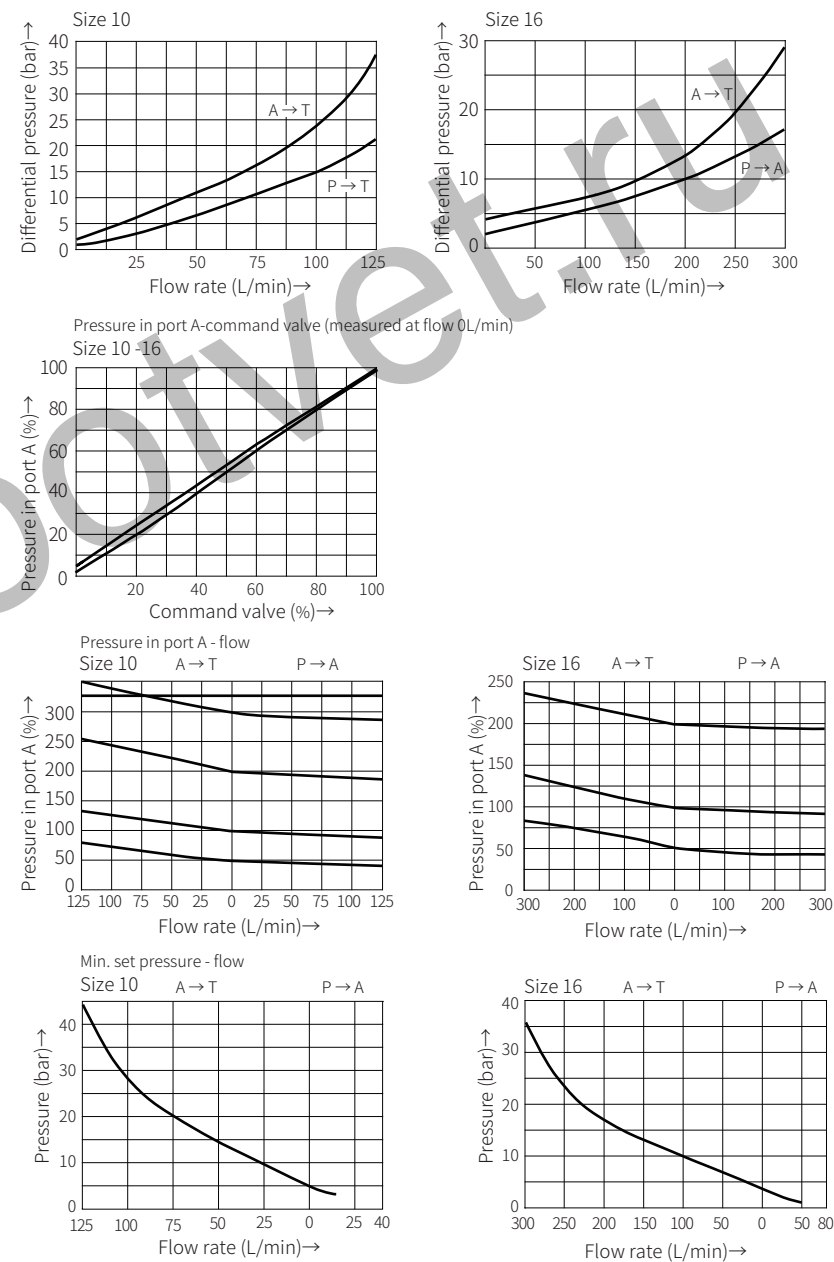 Size 10
Differential pressure (bar)→
40
35
30
25
20
15
10
5
0
A → T
P → T
25 50 75 100 125
Flow rate (L/min)→
Size 16
Differential pressure (bar)→
30
20
10
0
A → T
P → A
50 100 150 200 250 300
Flow rate (L/min)→
Pressure in port A-command valve (measured at flow 0L/min)
Size 10 -16
Pressure in port A (%)→
100
80
60
40
20
0
20 40 60 80 100
Command valve (%)→
Pressure in port A - flow
Size 10 A → T P → A
Pressure in port A (%)→
300
250
200
150
100
50
0
125 100 75 50 25 0 25 50 75 100 125
Flow rate (L/min)→
Size 16 A → T P → A
Pressure in port A (%)→
250
200
150
100
50
0
300 200 100 0 100 200 300
Flow rate (L/min)→
Min. set pressure - flow
Size 10 A → T P → A
Pressure (bar)→
40
30
20
10
0
125 100 75 50 25 0 25 40
Flow rate (L/min)→
Size 16 A → T P → A
Pressure (bar)→
40
30
20
10
0
300 250 200 150 100 50 0 50 80
Flow rate (L/min)→
potvet.ru